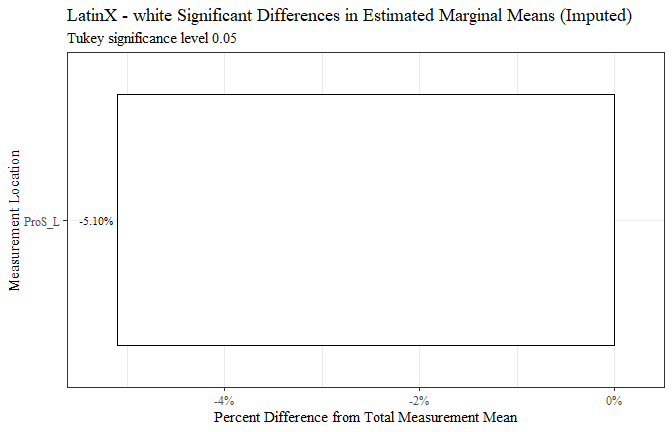 LatinX - white Significant Differences in Estimated Marginal Means (Imputed)
Tukey significance level 0.05
Measurement Location
ProS_L
-5.10%
-4%
-2%
0%
Percent Difference from Total Measurement Mean